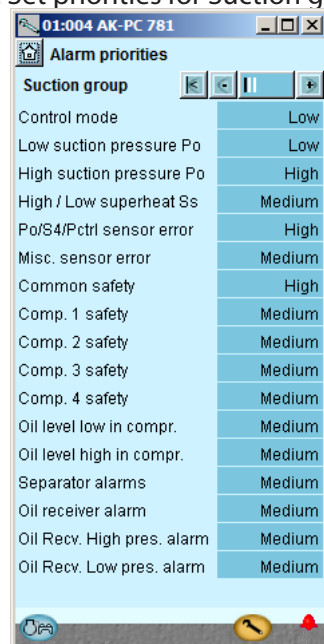 Set priorities for Suction g
01:004 AK-PC 781
Alarm priorities
Suction group
Control mode Low
Low suction pressure Po Low
High suction pressure Po High
High / Low superheat Ss Medium
Po/S4/Pctrl sensor error High
Misc. sensor error Medium
Common safety High
Comp. 1 safety Medium
Comp. 2 safety Medium
Comp. 3 safety Medium
Comp. 4 safety Medium
Oil level low in compr. Medium
Oil level high in compr. Medium
Separator alarms Medium
Oil receiver alarm Medium
Oil Recv. High pres. alarm Medium
Oil Recv. Low pres. alarm Medium